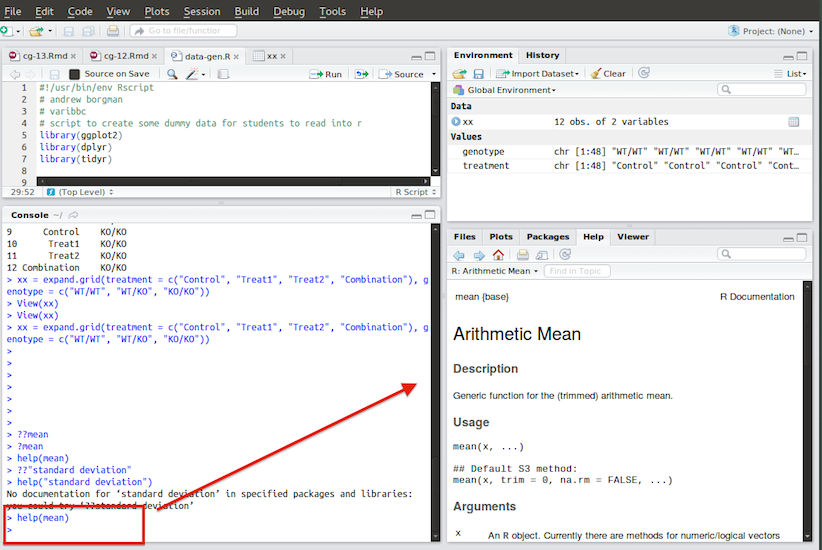 File Edit Code View Plots Session Build Debug Tools Help
Go to file/function
Project: (None)
cg-13.Rmd × cg-12.Rmd × data-gen.R × xx ×
Source on Save Run Source
1 #!/usr/bin/env Rscript
2 # andrew borgman
3 # varibbc
4 # script to create some dummy data for students to read into r
5 library(ggplot2)
6 library(dplyr)
7 library(tidyr)
8
9
29:52 (Top Level) R Script
Console ~/
9 Control KO/KO
10 Treat1 KO/KO
11 Treat2 KO/KO
12 Combination KO/KO
> xx = expand.grid(treatment = c("Control", "Treat1", "Treat2", "Combination"), g
enotype = c("WT/WT", "WT/KO", "KO/KO"))
> View(xx)
> View(xx)
> xx = expand.grid(treatment = c("Control", "Treat1", "Treat2", "Combination"), g
enotype = c("WT/WT", "WT/KO", "KO/KO"))
>
>
>
>
>
>
>
> ??mean
> ?mean
> help(mean)
> ??"standard deviation"
> help("standard deviation")
No documentation for ‘standard deviation’ in specified packages and libraries:
you could try ‘??standard deviation’
> help(mean)
>
Environment History
Import Dataset Clear List
Global Environment
Data
xx 12 obs. of 2 variables
Values
genotype chr [1:48] "WT/WT" "WT/WT" "WT/WT" "WT/WT" "WT...
treatment chr [1:48] "Control" "Control" "Control" "Cont...
Files Plots Packages Help Viewer
R: Arithmetic Mean Find in Topic
mean {base} R Documentation
Arithmetic Mean
Description
Generic function for the (trimmed) arithmetic mean.
Usage
mean(x, ...)
## Default S3 method:
mean(x, trim = 0, na.rm = FALSE, ...)
Arguments
x An R object. Currently there are methods for numeric/logical vectors